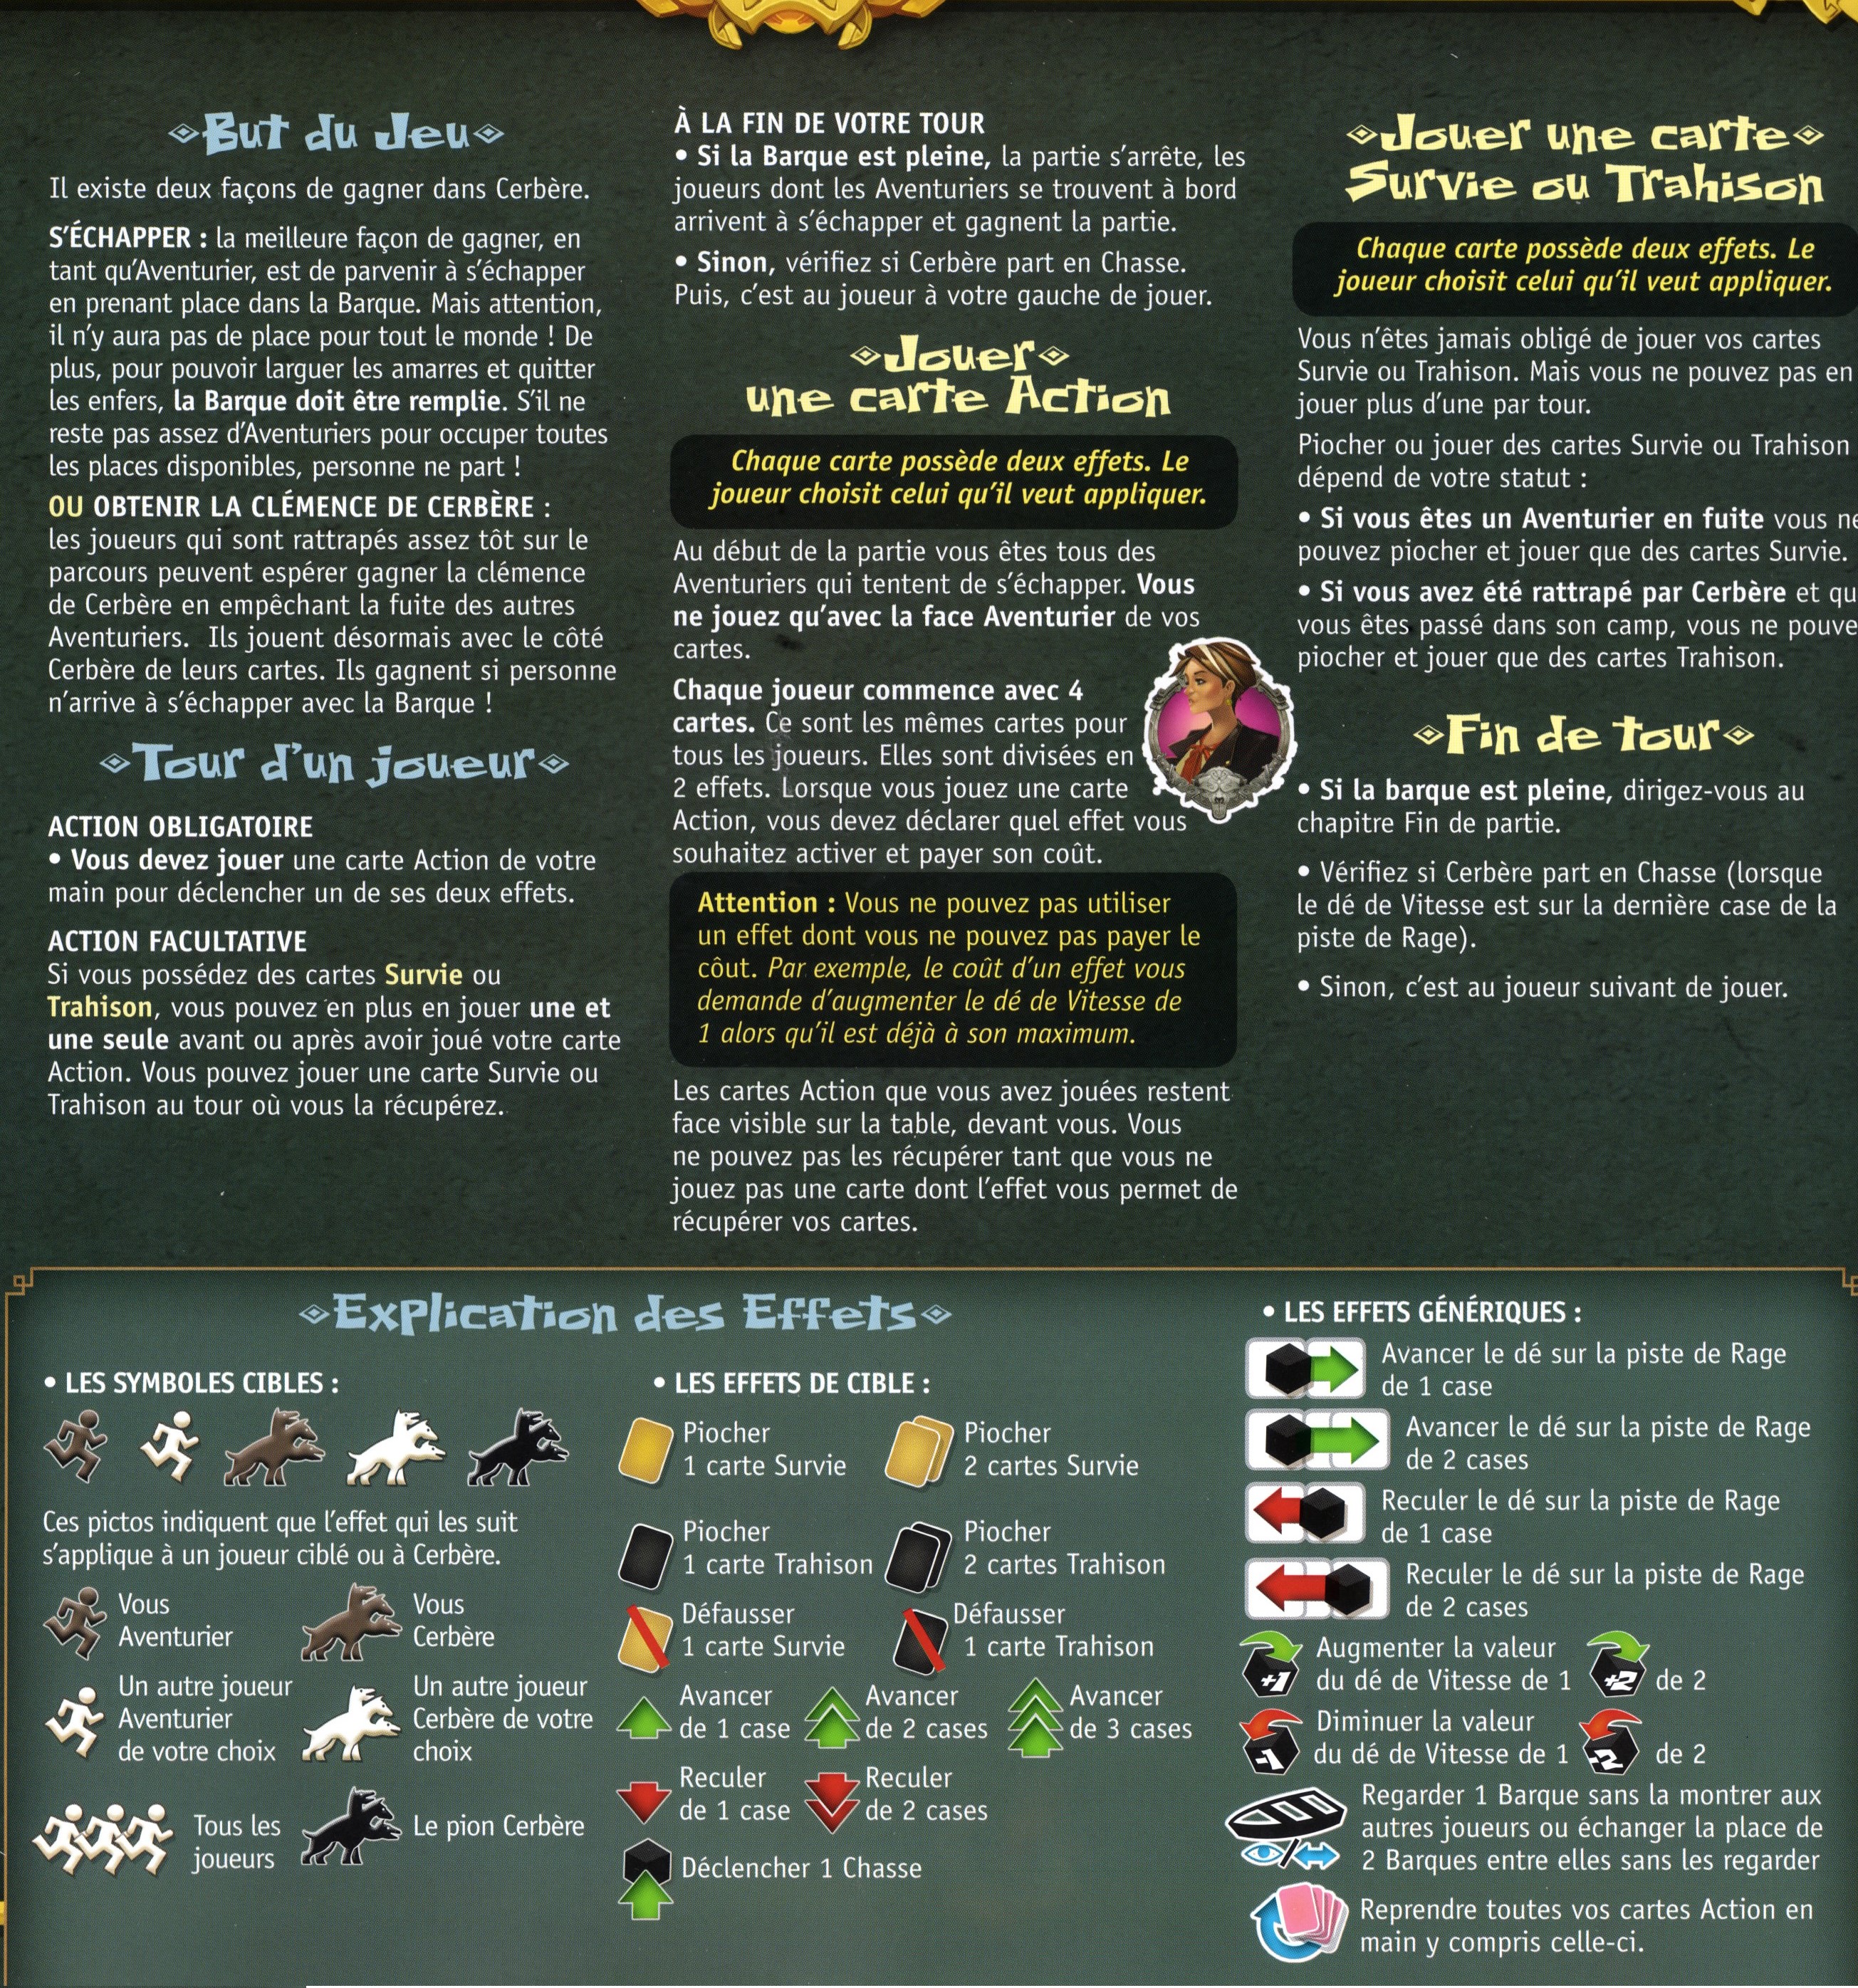 But du Jeu
Il existe deux façons de gagner dans Cerbère.
S'ÉCHAPPER : la meilleure façon de gagner, en
tant qu'Aventurier, est de parvenir à s'échapper
en prenant place dans la Barque. Mais attention,
il n'y aura pas de place pour tout le monde ! De
plus, pour pouvoir larguer les amarres et quitter
les enfers, la Barque doit être remplie. S'il ne
reste pas assez d'Aventuriers pour occuper toutes
les places disponibles, personne ne part !
OU OBTENIR LA CLÉMENCE DE CERBÈRE :
les joueurs qui sont rattrapés assez tôt sur le
parcours peuvent espérer gagner la clémence
de Cerbère en empêchant la fuite des autres
Aventuriers. Ils jouent désormais avec le côté
Cerbère de leurs cartes. Ils gagnent si personne
n'arrive à s'échapper avec la Barque !
Tour d'un joueur
ACTION OBLIGATOIRE
• Vous devez jouer une carte Action de votre
main pour déclencher un de ses deux effets.
ACTION FACULTATIVE
Si vous possédez des cartes Survie ou
Trahison, vous pouvez en plus en jouer une et
une seule avant ou après avoir joué votre carte
Action. Vous pouvez jouer une carte Survie ou
Trahison au tour où vous la récupérez.
À LA FIN DE VOTRE TOUR
• Si la Barque est pleine, la partie s'arrête, les
joueurs dont les Aventuriers se trouvent à bord
arrivent à s'échapper et gagnent la partie.
• Sinon, vérifiez si Cerbère part en Chasse.
Puis, c'est au joueur à votre gauche de jouer.
Jouer
une carte Action
Chaque carte possède deux effets. Le
joueur choisit celui qu'il veut appliquer.
Au début de la partie vous êtes tous des
Aventuriers qui tentent de s'échapper. Vous
ne jouez qu'avec la face Aventurier de vos
cartes.
Chaque joueur commence avec 4
cartes. Ce sont les mêmes cartes pour
tous les joueurs. Elles sont divisées en
2 effets. Lorsque vous jouez une carte
Action, vous devez déclarer quel effet vous
souhaitez activer et payer son coût.
Attention : Vous ne pouvez pas utiliser
un effet dont vous ne pouvez pas payer le
côut. Par exemple, le coût d'un effet vous
demande d'augmenter le dé de Vitesse de
1 alors qu'il est déjà à son maximum.
Les cartes Action que vous avez jouées restent
face visible sur la table, devant vous. Vous
ne pouvez pas les récupérer tant que vous ne
jouez pas une carte dont l'effet vous permet de
récupérer vos cartes.
Jouer une carte
Survie ou Trahison
Chaque carte possède deux effets. Le
joueur choisit celui qu'il veut appliquer.
Vous n'êtes jamais obligé de jouer vos cartes
Survie ou Trahison. Mais vous ne pouvez pas en
jouer plus d'une par tour.
Piocher ou jouer des cartes Survie ou Trahison
dépend de votre statut :
• Si vous êtes un Aventurier en fuite vous ne
pouvez piocher et jouer que des cartes Survie.
• Si vous avez été rattrapé par Cerbère et qu
vous êtes passé dans son camp, vous ne pouve
piocher et jouer que des cartes Trahison.
Fin de tour
• Si la barque est pleine, dirigez-vous au
chapitre Fin de partie.
• Vérifiez si Cerbère part en Chasse (lorsque
le dé de Vitesse est sur la dernière case de la
piste de Rage).
• Sinon, c'est au joueur suivant de jouer.
Explication des Effets
• LES SYMBOLES CIBLES :
Ces pictos indiquent que l'effet qui les suit
s'applique à un joueur ciblé ou à Cerbère.
Vous
Aventurier
Vous
Cerbère
Un autre joueur
Aventurier
de votre choix
Un autre joueur
Cerbère de votre
choix
Tous les
joueurs
Le pion Cerbère
• LES EFFETS DE CIBLE :
Piocher
1 carte Survie
Piocher
2 cartes Survie
Piocher
1 carte Trahison
Piocher
2 cartes Trahison
Défausser
1 carte Survie
Défausser
1 carte Trahison
Avancer
de 1 case
Avancer
de 2 cases
Avancer
de 3 cases
Reculer
de 1 case
Reculer
de 2 cases
Déclencher 1 Chasse
• LES EFFETS GÉNÉRIQUES :
Avancer le dé sur la piste de Rage
de 1 case
Avancer le dé sur la piste de Rage
de 2 cases
Reculer le dé sur la piste de Rage
de 1 case
Reculer le dé sur la piste de Rage
de 2 cases
+1 Augmenter la valeur
du dé de Vitesse de 1
+2 de 2
-1 Diminuer la valeur
du dé de Vitesse de 1
-2 de 2
Regarder 1 Barque sans la montrer aux
autres joueurs ou échanger la place de
2 Barques entre elles sans les regarder
Reprendre toutes vos cartes Action en
main y compris celle-ci.